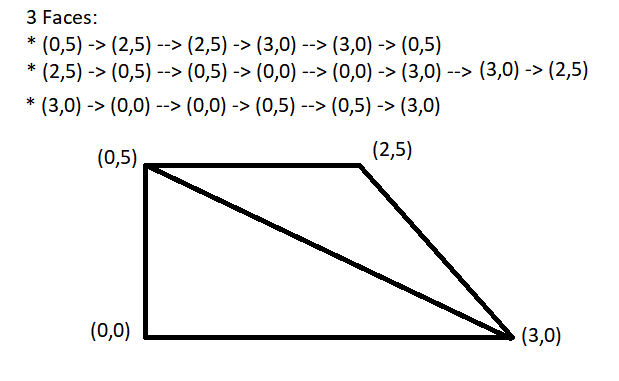 3 Faces:
* (0,5) -> (2,5) --> (2,5) -> (3,0) --> (3,0) -> (0,5)
* (2,5) -> (0,5) --> (0,5) -> (0,0) --> (0,0) -> (3,0) --> (3,0) -> (2,5)
* (3,0) -> (0,0) --> (0,0) -> (0,5) --> (0,5) -> (3,0)
(0,5)
(2,5)
(0,0)
(3,0)